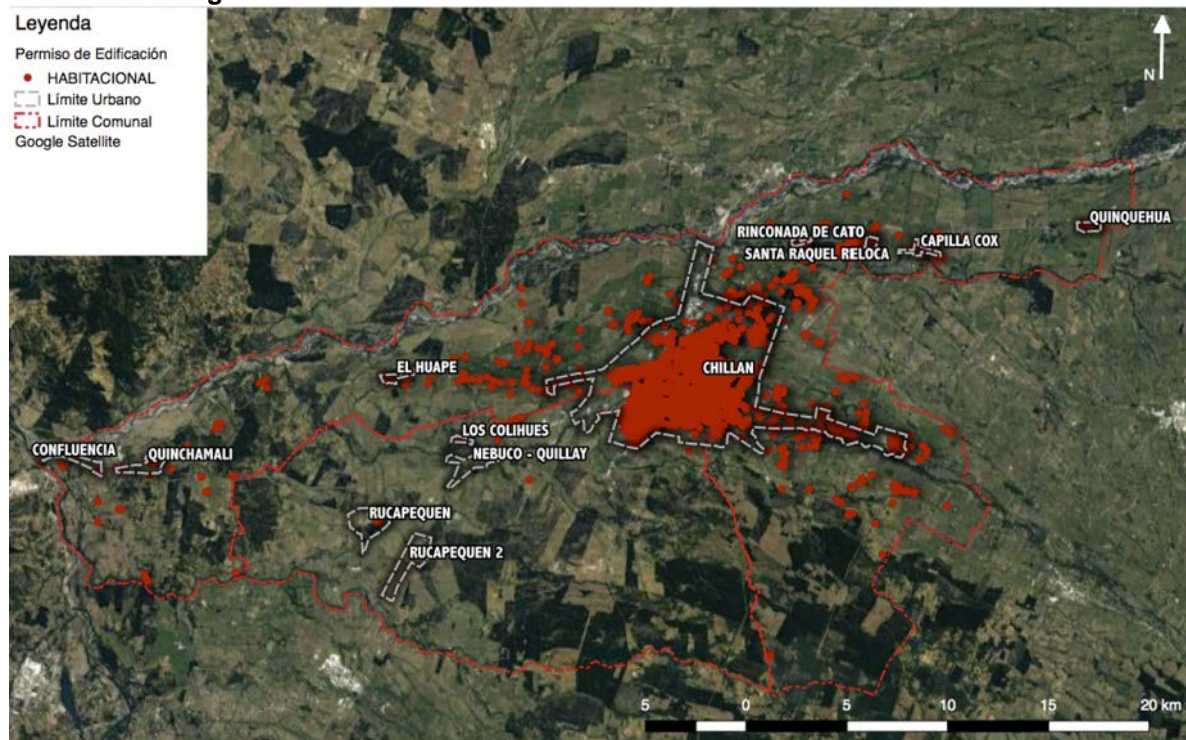 Leyenda
Permiso de Edificación
HABITACIONAL
Límite Urbano
Límite Comunal
Google Satellite
N
QUINQUEHUA
RINCONADA DE CATO
CAPILLA COX
SANTA RAQUEL RELOCA
EL HUAPE
CHILLAN
LOS COLIHUES
CONFLUENCIA
QUINCHAMALI
NEBUCO - QUILLAY
RUCAPEQUEN
RUCAPEQUEN 2
5 0 5 10 15 20 km